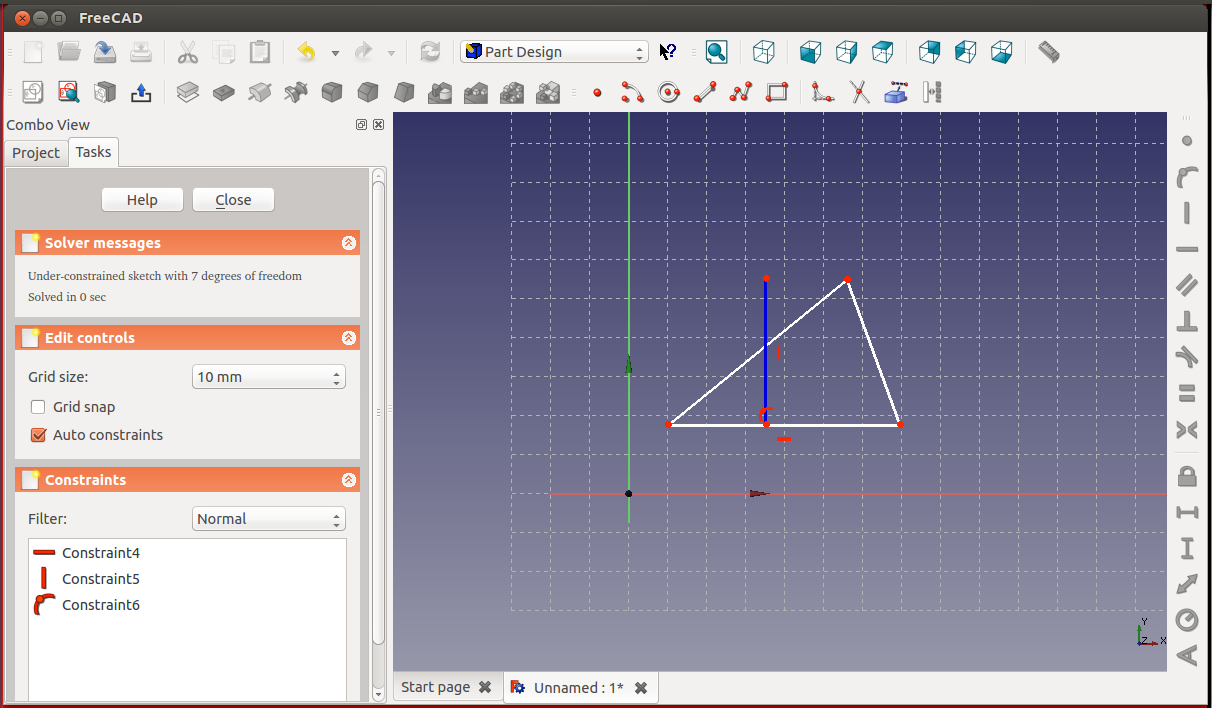 FreeCAD
Part Design
Combo View
Project
Tasks
Help
Close
Solver messages
Under-constrained sketch with 7 degrees of freedom
Solved in 0 sec
Edit controls
Grid size:
10 mm
Grid snap
Auto constraints
Constraints
Filter:
Normal
Constraint4
Constraint5
Constraint6
Y
Z
X
Start page
Unnamed : 1*